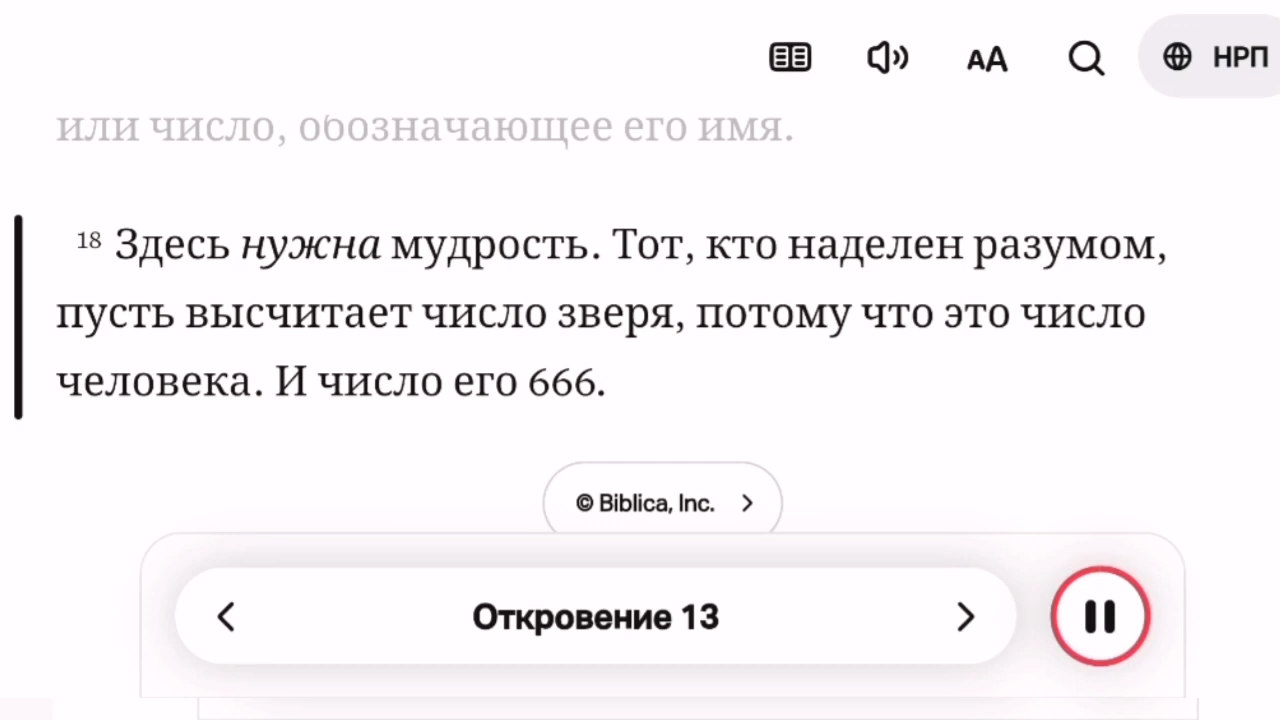 AA
НРП
или число, обозначающее его имя.
18 Здесь нужна мудрость. Тот, кто наделен разумом,
пусть высчитает число зверя, потому что это число
человека. И число его 666.
© Biblica, Inc.
Откровение 13